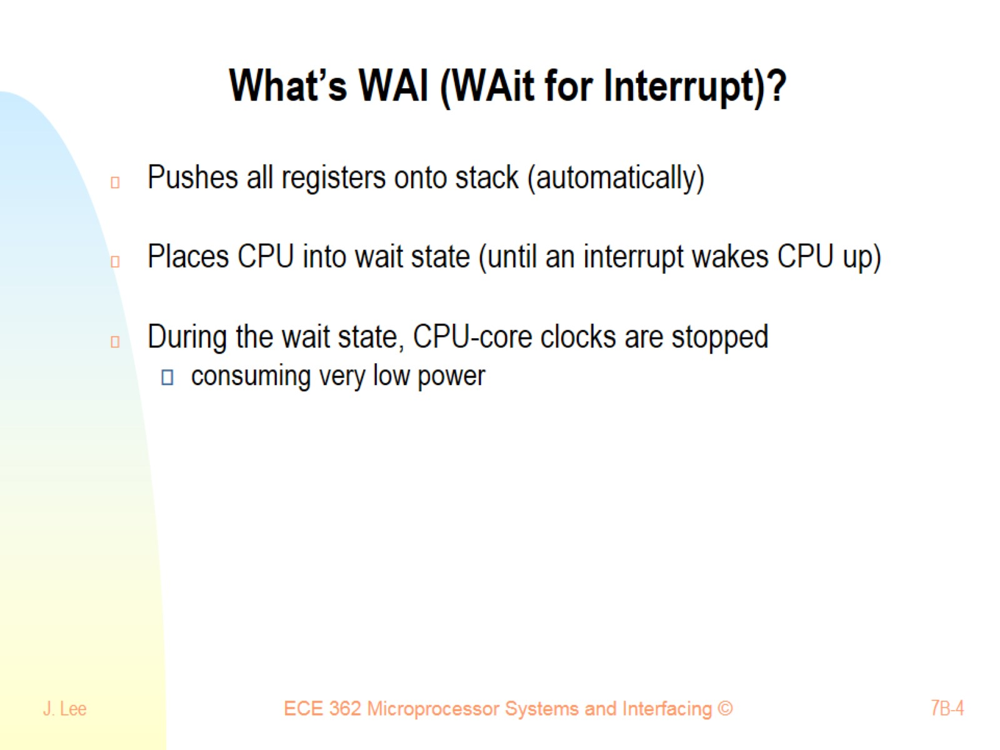 What’s WAI (WAit for Interrupt)?
Pushes all registers onto stack (automatically)
Places CPU into wait state (until an interrupt wakes CPU up)
During the wait state, CPU-core clocks are stopped
consuming very low power
J. Lee
ECE 362 Microprocessor Systems and Interfacing ©
7B-4